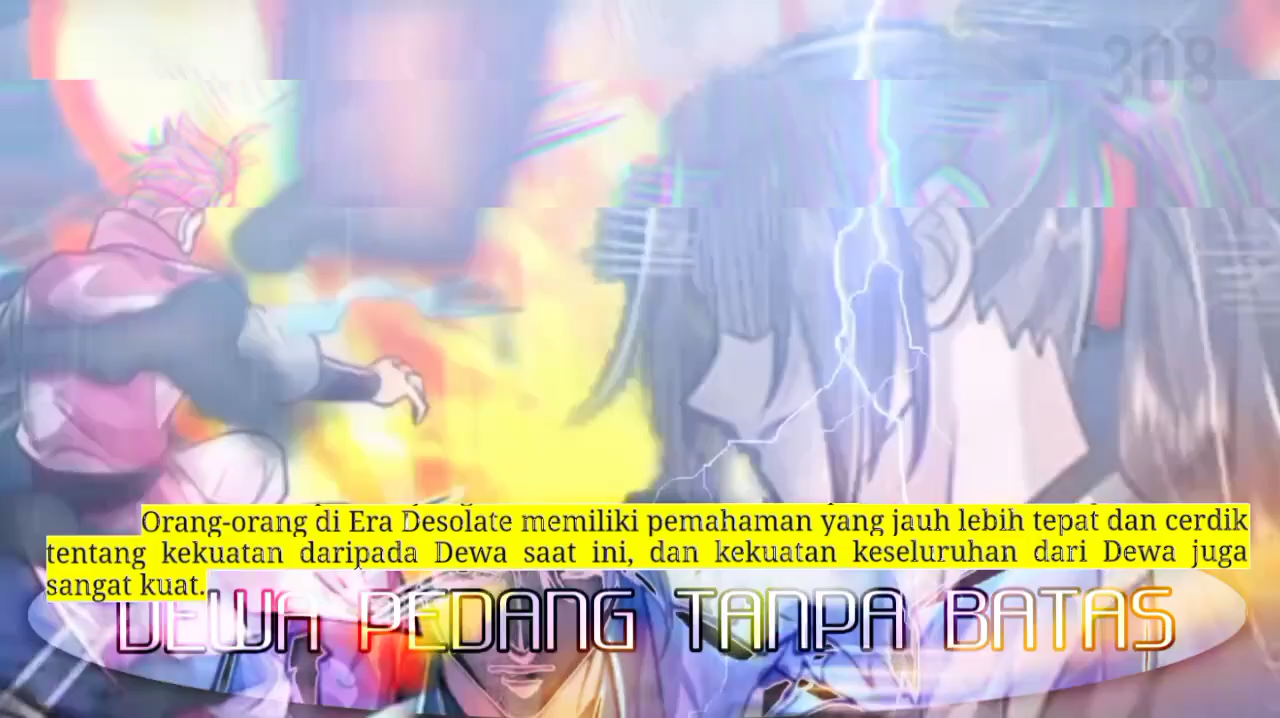 308
Orang-orang di Era Desolate memiliki pemahaman yang jauh lebih tepat dan cerdik
tentang kekuatan daripada Dewa saat ini, dan kekuatan keseluruhan dari Dewa juga
sangat kuat.
DEWA PEDANG TANPA BATAS